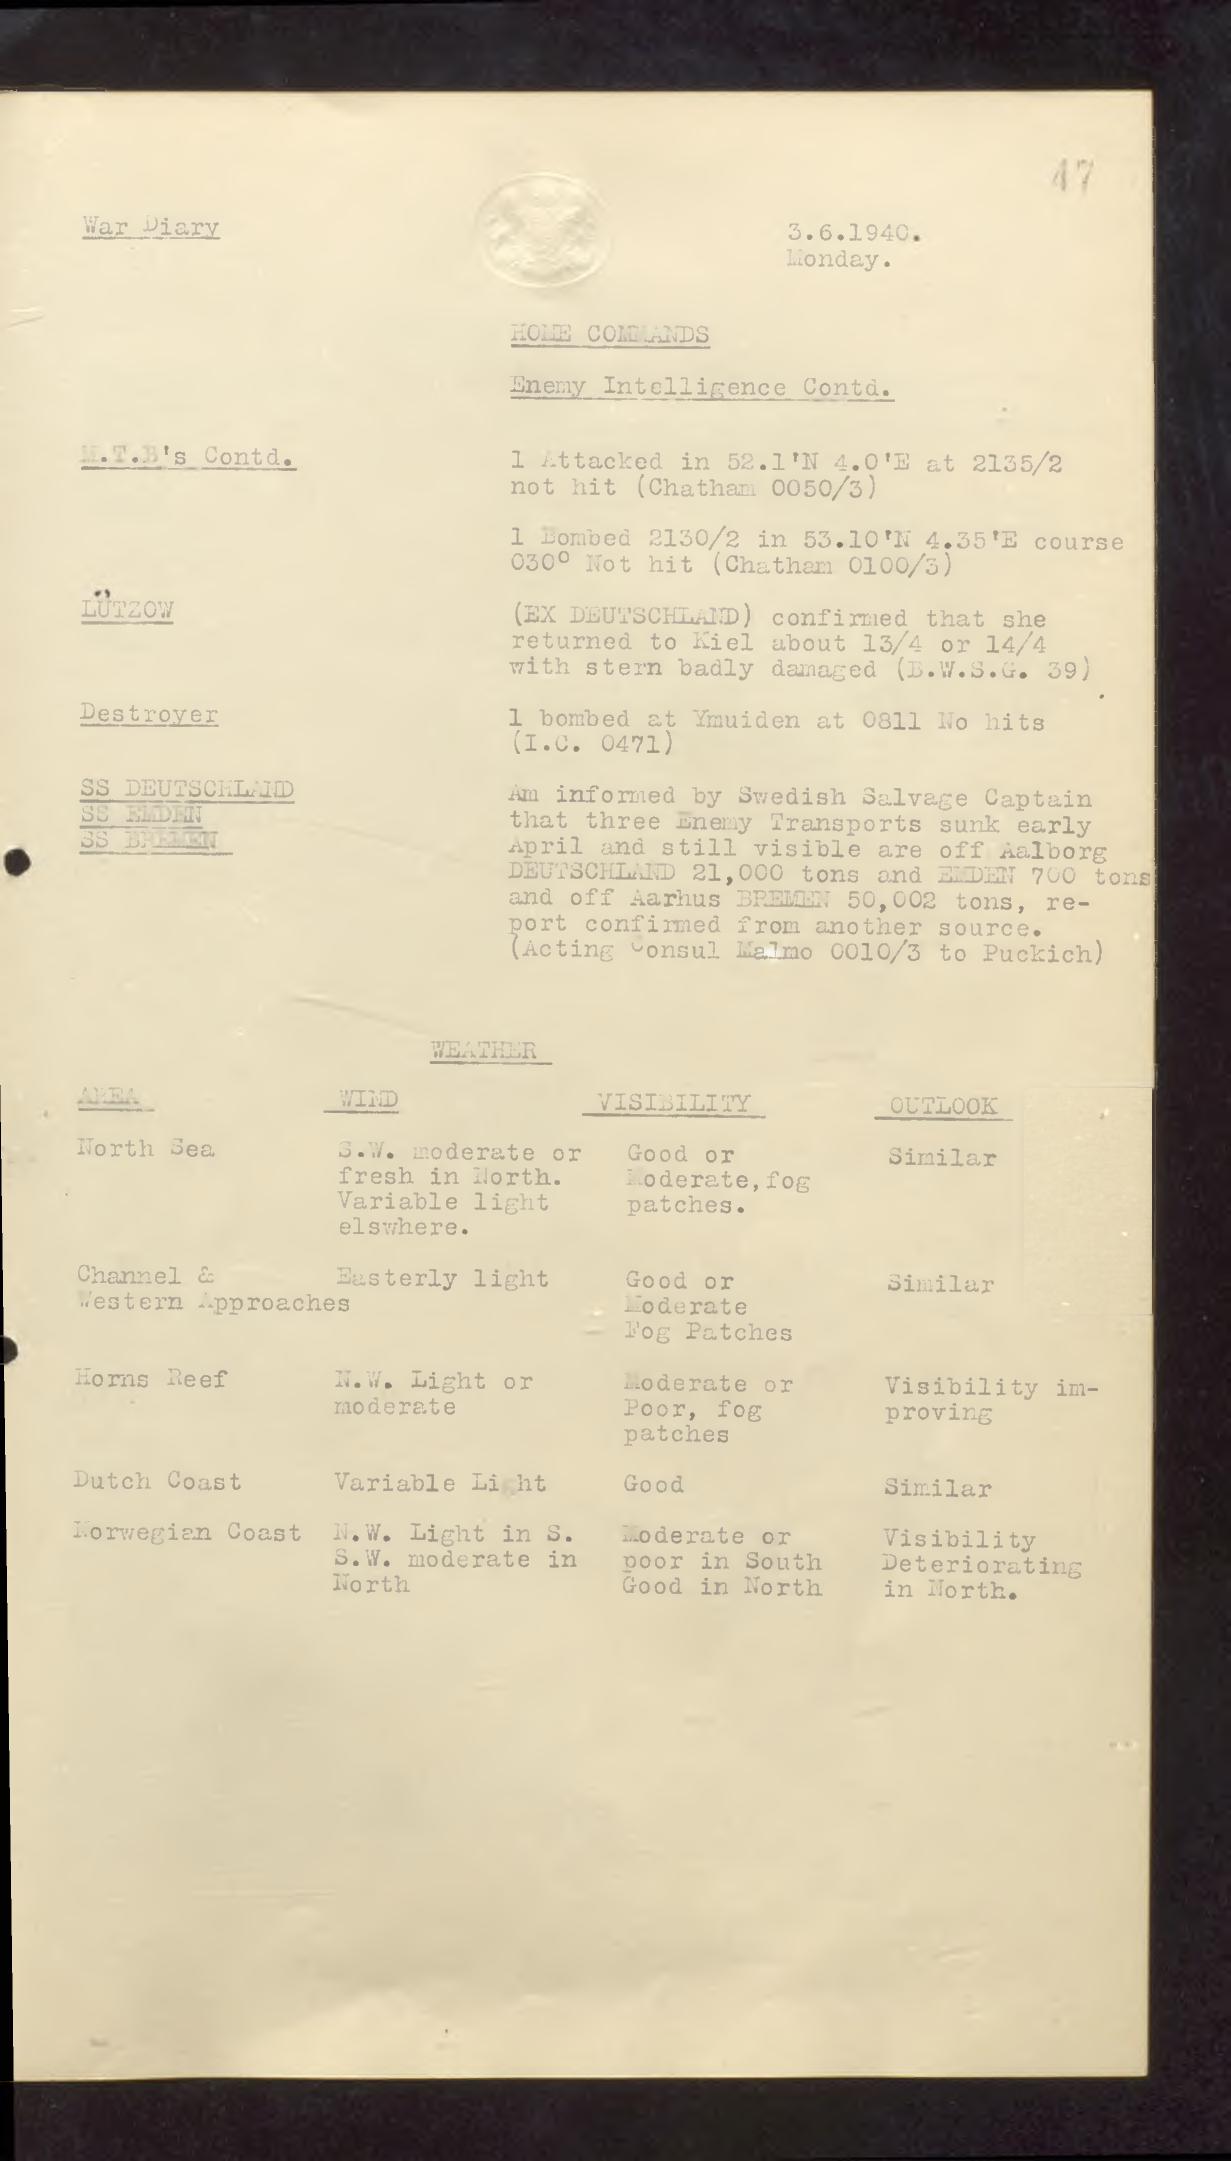 47
War Diary
3.6.1940.
Monday.
HOME COMMANDS
Enemy Intelligence Contd.
M.T.B's Contd.
1 Attacked in 52.1'N 4.0'E at 2135/2
not hit (Chatham 0050/3)
1 Bombed 2130/2 in 53.10'N 4.35'E course
030° Not hit (Chatham 0100/3)
LÜTZOW
(EX DEUTSCHLAND) confirmed that she
returned to Kiel about 13/4 or 14/4
with stern badly damaged (B.W.S.G. 39)
Destroyer
1 bombed at Ymuiden at 0811 No hits
(I.C. 0471)
SS DEUTSCHLAND
SS EMDEN
SS BREMEN
Am informed by Swedish Salvage Captain
that three Enemy Transports sunk early
April and still visible are off Aalborg
DEUTSCHLAND 21,000 tons and EMDEN 700 tons
and off Aarhus BREMEN 50,002 tons, re-
port confirmed from another source.
(Acting Consul Malmo 0010/3 to Puckich)
WEATHER
AREA WIND VISIBILITY OUTLOOK
North Sea
S.W. moderate or
fresh in North.
Variable light
elswhere.
Good or
Moderate,fog
patches.
Similar
Channel &
Western Approaches
Easterly light
Good or
Moderate
Fog Patches
Similar
Horns Reef
N.W. Light or
moderate
Moderate or
Poor, fog
patches
Visibility im-
proving
Dutch Coast
Variable Light
Good
Similar
Norwegian Coast
N.W. Light in S.
S.W. moderate in
North
Moderate or
poor in South
Good in North
Visibility
Deteriorating
in North.